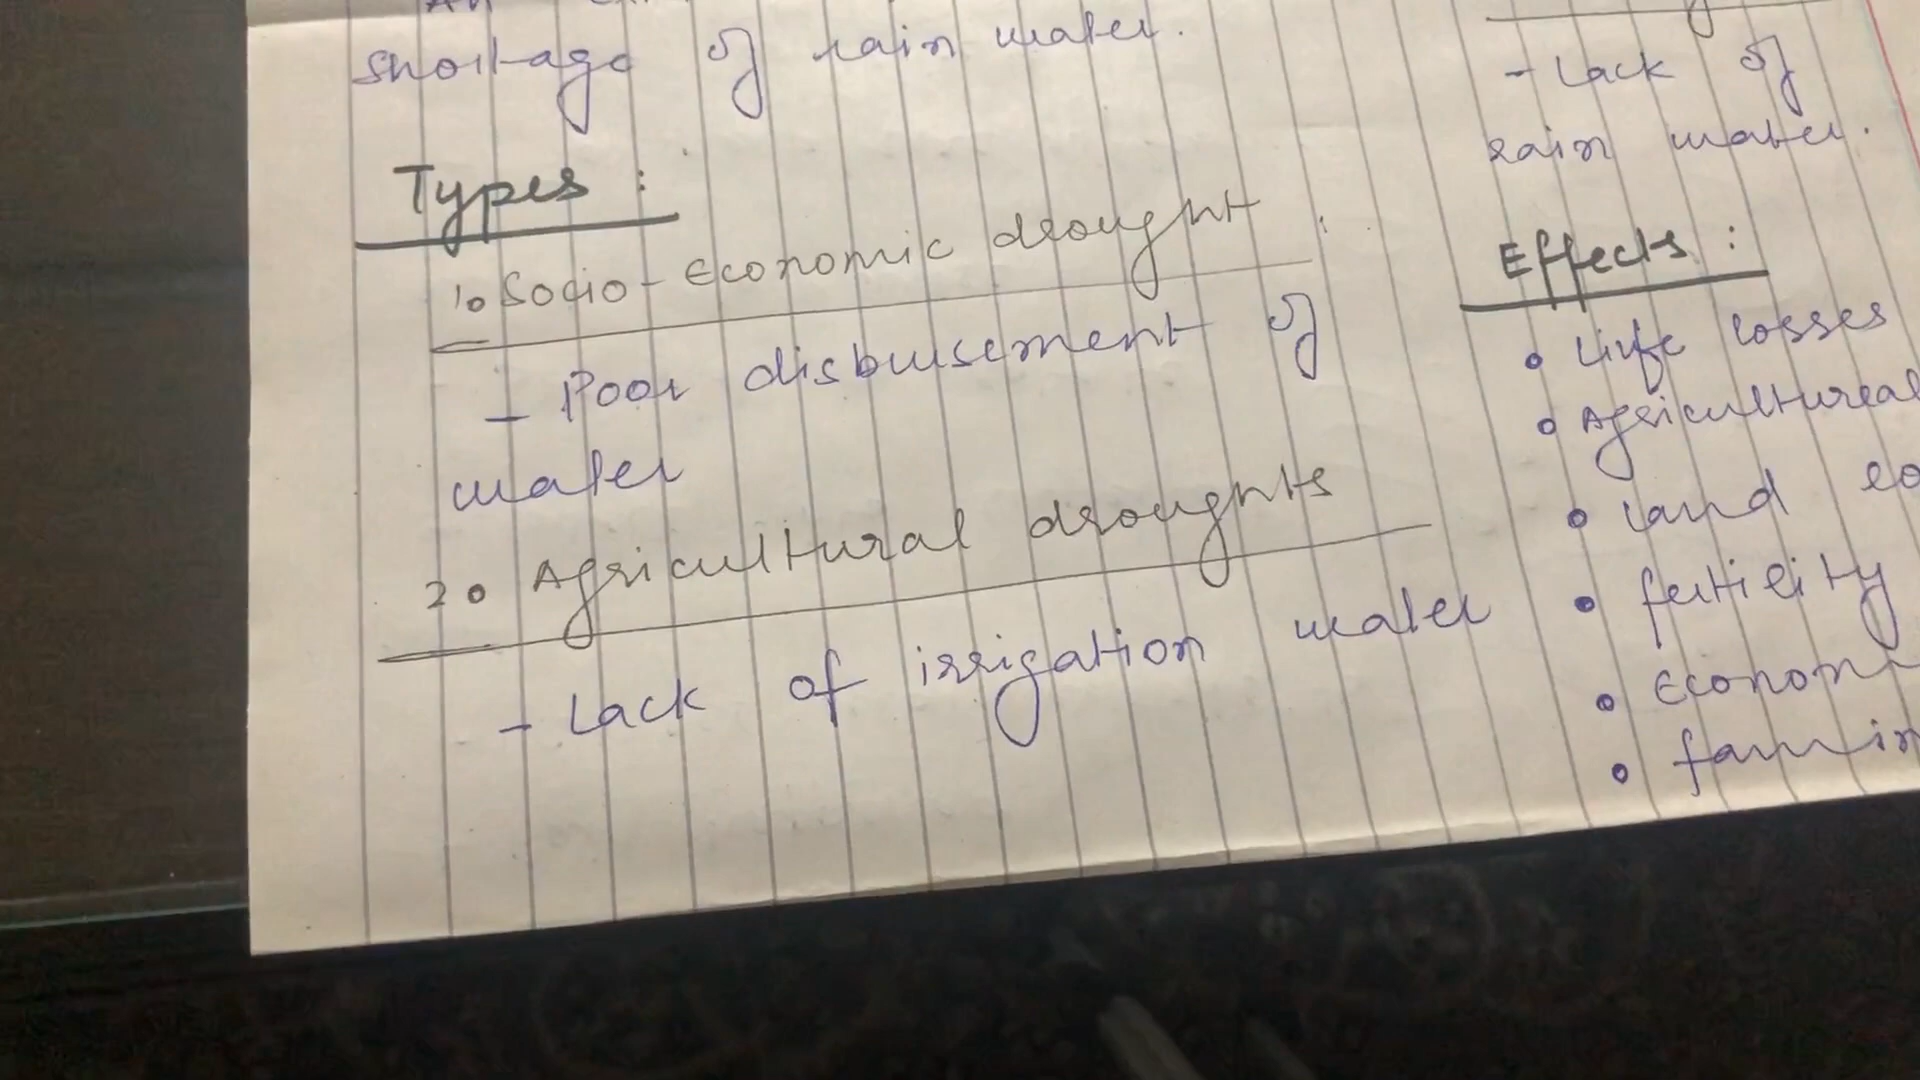 shortage of rain water.
Types :
1. Socio-Economic drought :
- Poor disbursement of
water
2. Agricultural droughts
- Lack of irrigation water
- Lack of
rain water.
Effects :
• Life losses
• Agricultureal
• Land
• fertility
•
•